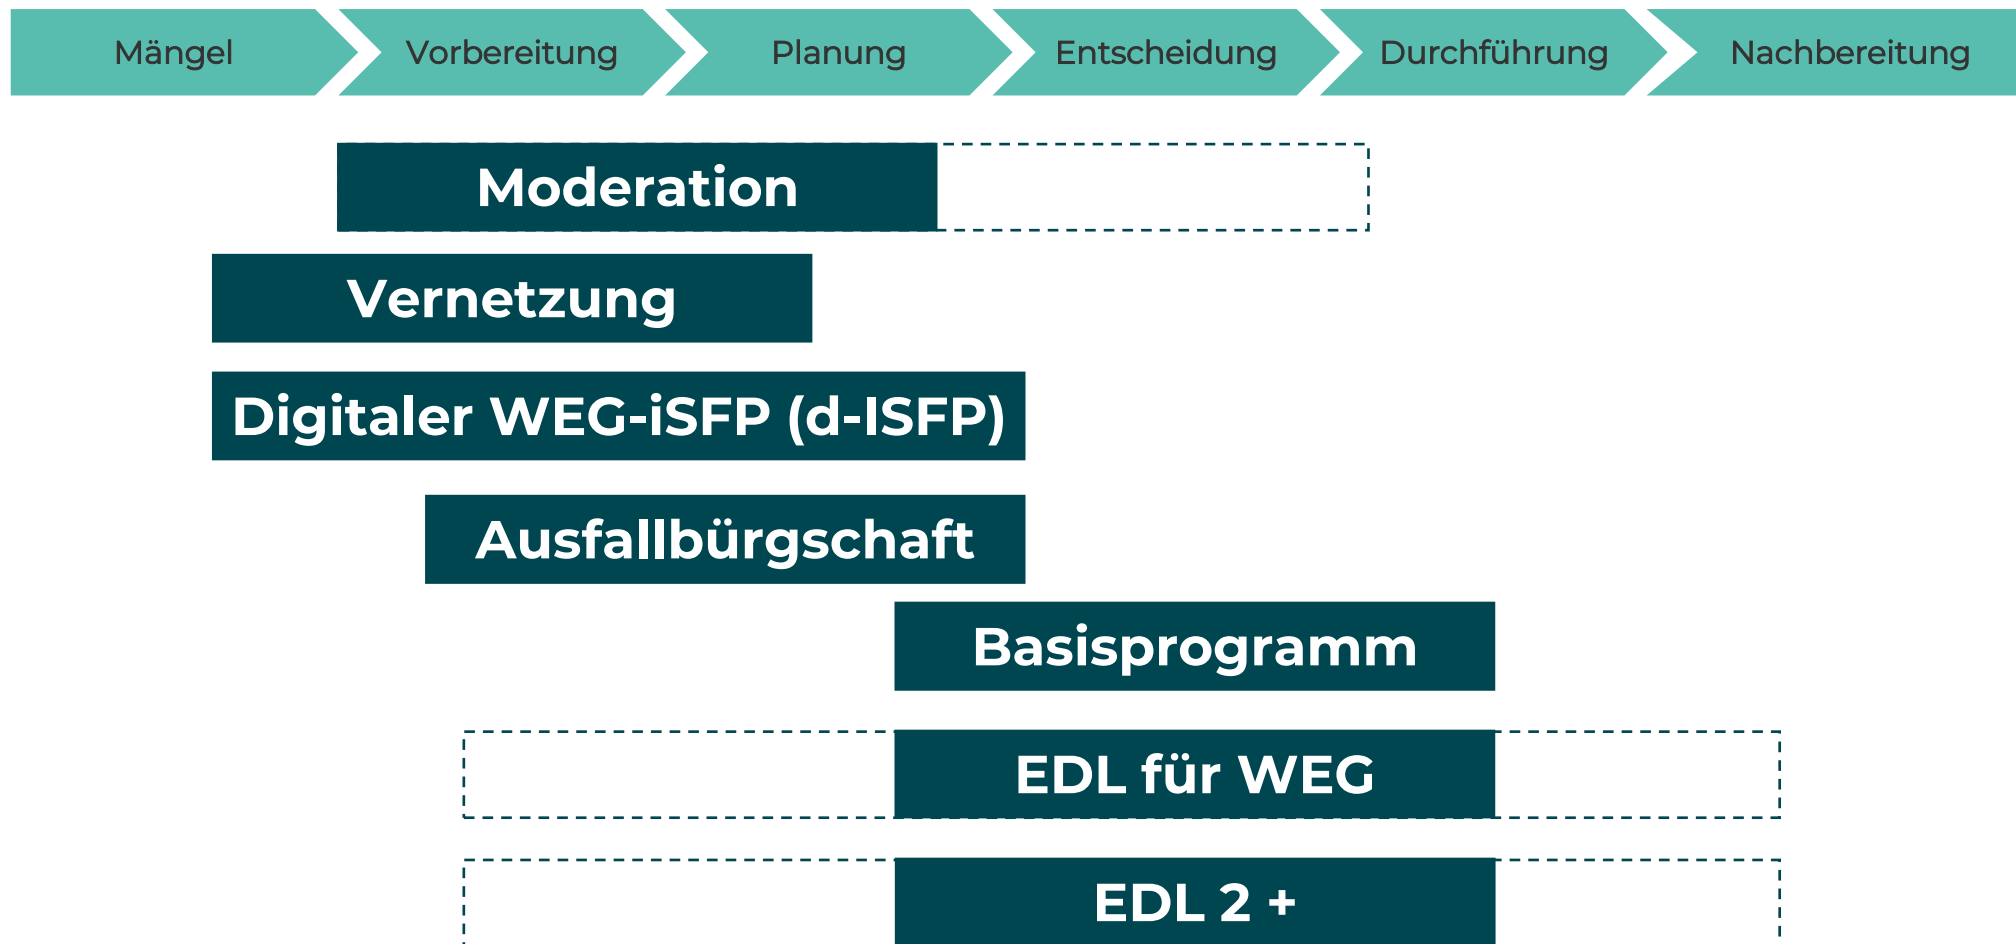 Mängel
Vorbereitung
Planung
Entscheidung
Durchführung
Nachbereitung
Moderation
Vernetzung
Digitaler WEG-iSFP (d-ISFP)
Ausfallbürgschaft
Basisprogramm
EDL für WEG
EDL 2 +